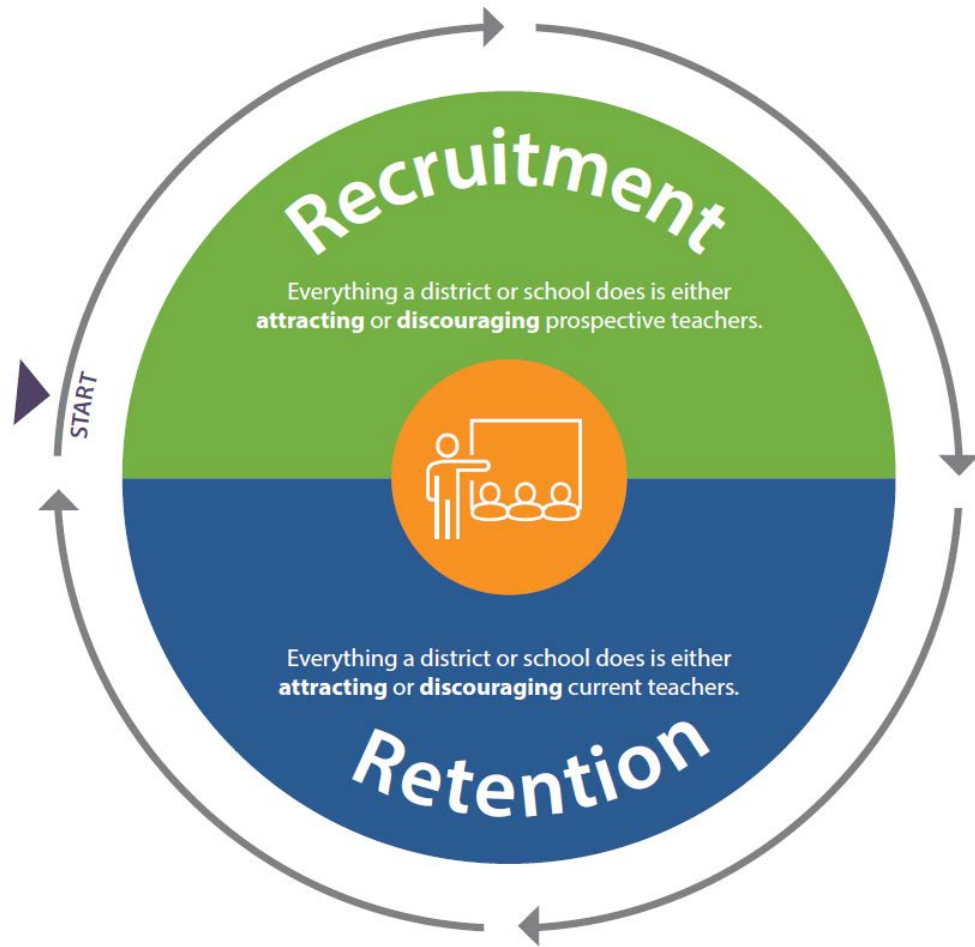 Recruitment
Everything a district or school does is either
attracting or discouraging prospective teachers.
START
Everything a district or school does is either
attracting or discouraging current teachers.
Retention